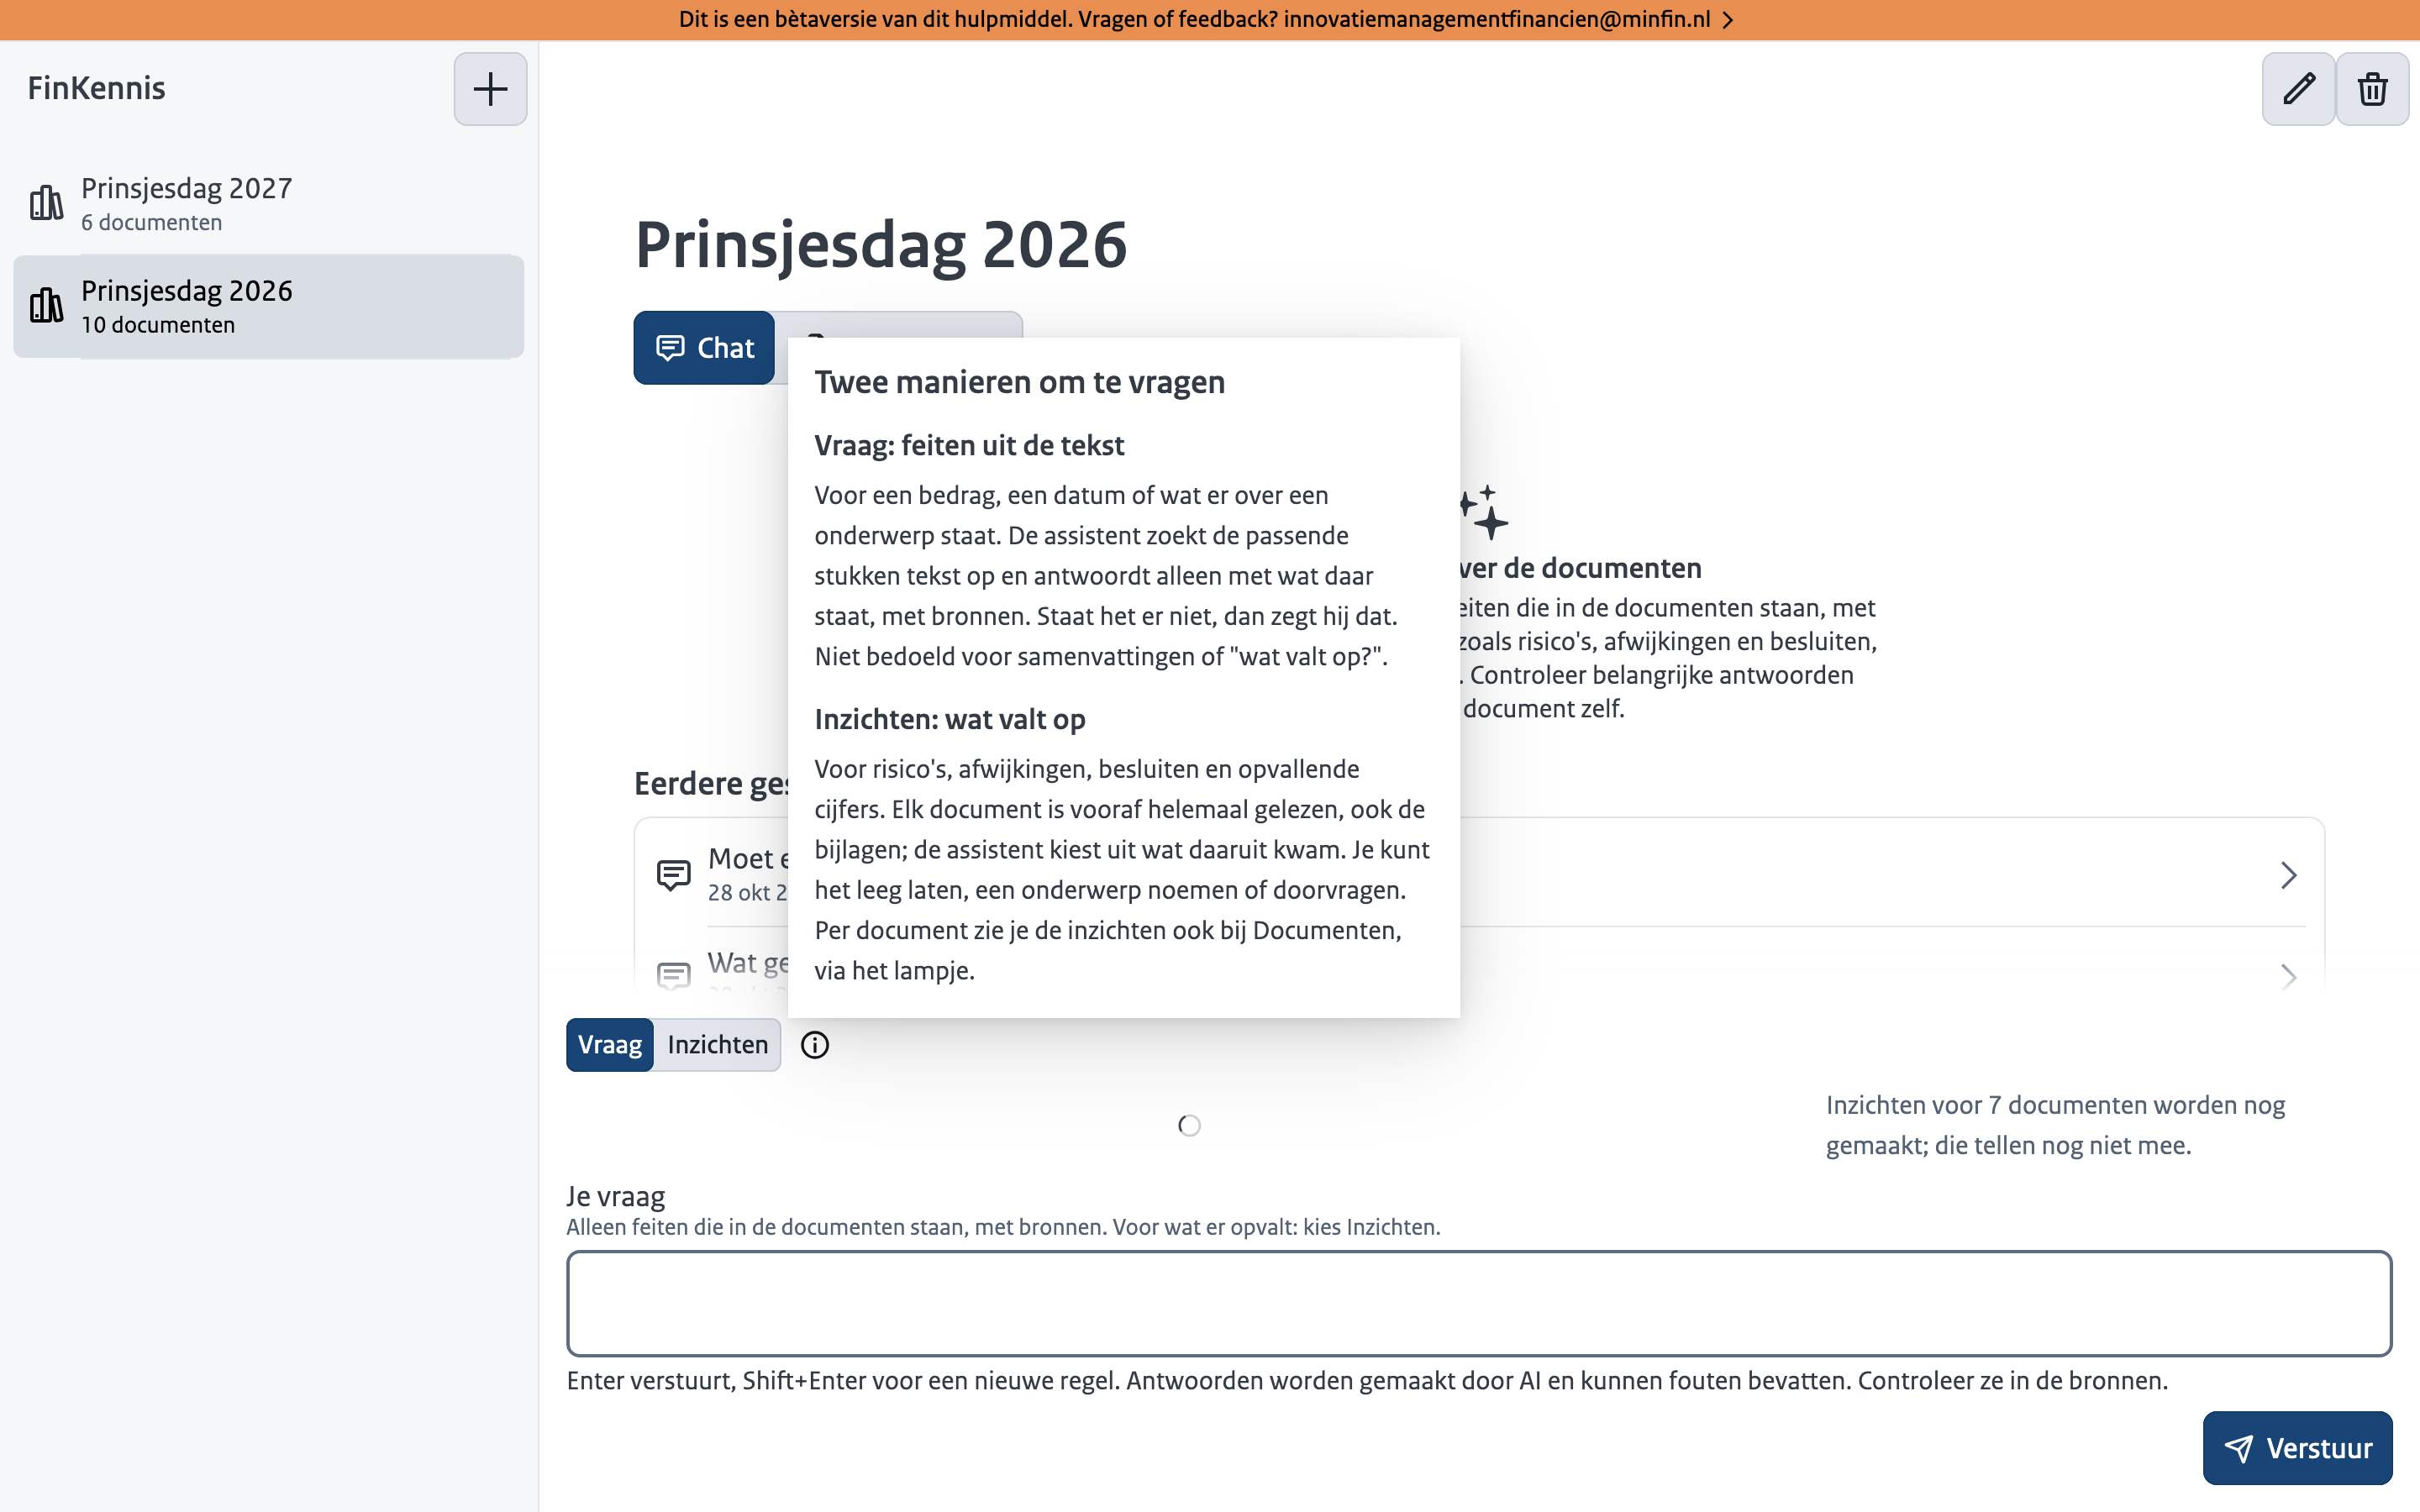 Dit is een bètaversie van dit hulpmiddel. Vragen of feedback? innovatiemanagementfinancien@minfin.nl
FinKennis
Prinsjesdag 2027
6 documenten
Prinsjesdag 2026
10 documenten
Prinsjesdag 2026
Chat
Twee manieren om te vragen
Vraag: feiten uit de tekst
Voor een bedrag, een datum of wat er over een
onderwerp staat. De assistent zoekt de passende
stukken tekst op en antwoordt alleen met wat daar
staat, met bronnen. Staat het er niet, dan zegt hij dat.
Niet bedoeld voor samenvattingen of "wat valt op?".
Inzichten: wat valt op
Voor risico's, afwijkingen, besluiten en opvallende
cijfers. Elk document is vooraf helemaal gelezen, ook de
bijlagen; de assistent kiest uit wat daaruit kwam. Je kunt
het leeg laten, een onderwerp noemen of doorvragen.
Per document zie je de inzichten ook bij Documenten,
via het lampje.
de documenten
die in de documenten staan, met
zoals risico's, afwijkingen en besluiten,
. Controleer belangrijke antwoorden
document zelf.
Eerdere
Moet
28 okt
Wat
Vraag
Inzichten
Inzichten voor 7 documenten worden nog
gemaakt; die tellen nog niet mee.
Je vraag
Alleen feiten die in de documenten staan, met bronnen. Voor wat er opvalt: kies Inzichten.
Enter verstuurt, Shift+Enter voor een nieuwe regel. Antwoorden worden gemaakt door AI en kunnen fouten bevatten. Controleer ze in de bronnen.
Verstuur